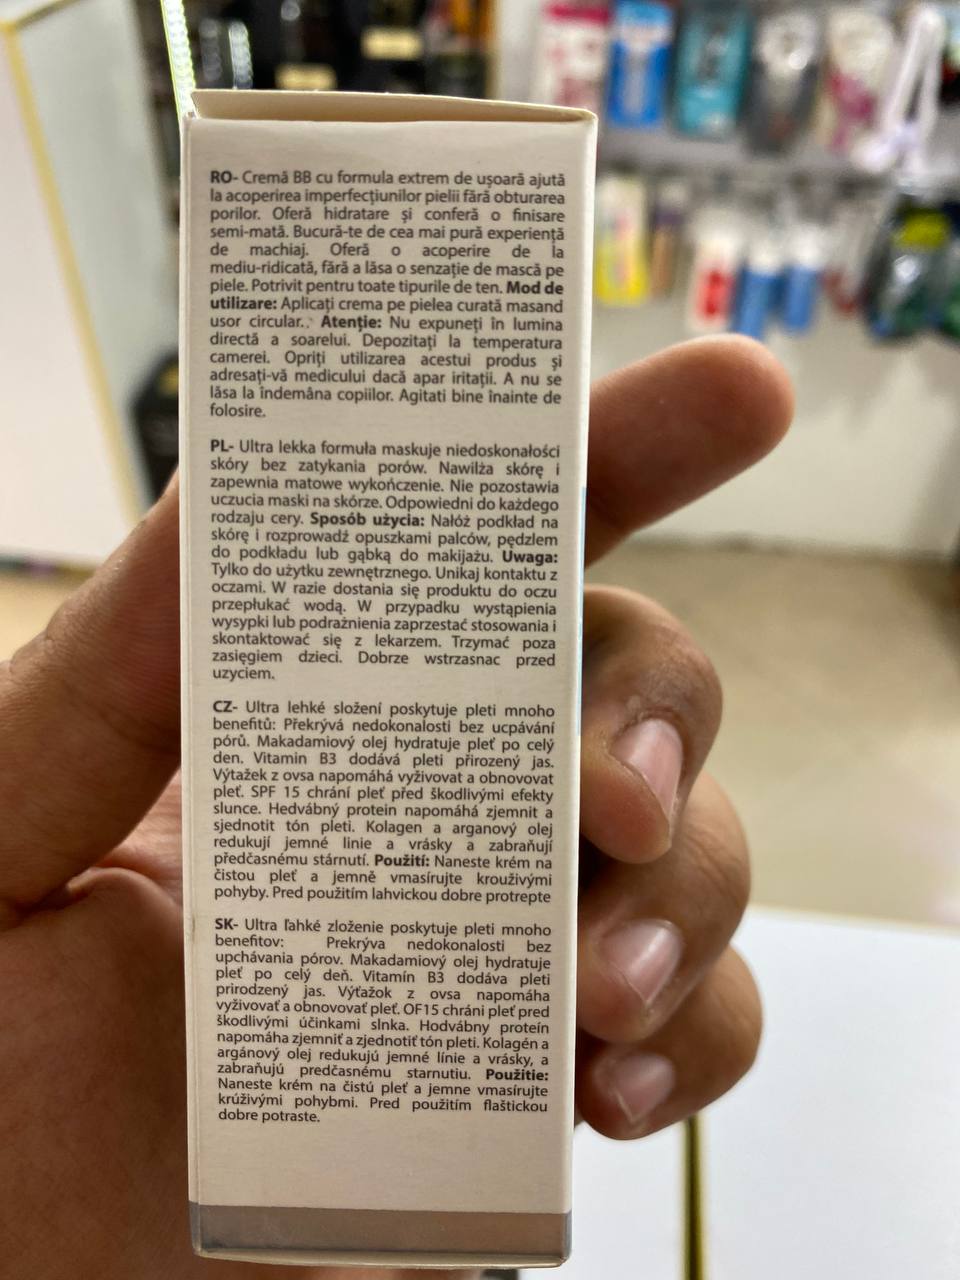 RO- Cremă BB cu formula extrem de ușoară ajută
la acoperirea imperfecțiunilor pielii fără obturarea
porilor. Oferă hidratare și conferă o finisare
semi-mată. Bucură-te de cea mai pură experiență
de machiaj. Oferă o acoperire de la
mediu-ridicată, fără a lăsa o senzație de mască pe
piele. Potrivit pentru toate tipurile de ten. Mod de
utilizare: Aplicați crema pe pielea curată masand
usor circular.. Atenție: Nu expuneți în lumina
directă a soarelui. Depozitați la temperatura
camerei. Opriți utilizarea acestui produs și
adresați-vă medicului dacă apar iritații. A nu se
lăsa la îndemâna copiilor. Agitati bine înainte de
folosire.
PL- Ultra lekka formuła maskuje niedoskonałości
skóry bez zatykania porów. Nawilża skórę i
zapewnia matowe wykończenie. Nie pozostawia
uczucia maski na skórze. Odpowiedni do każdego
rodzaju cery. Sposób użycia: Nałóż podkład na
skórę i rozprowadź opuszkami palców, pędzlem
do podkładu lub gąbką do makijażu. Uwaga:
Tylko do użytku zewnętrznego. Unikaj kontaktu z
oczami. W razie dostania się produktu do oczu
przepłukać wodą. W przypadku wystąpienia
wysypki lub podrażnienia zaprzestać stosowania i
skontaktować się z lekarzem. Trzymać poza
zasięgiem dzieci. Dobrze wstrzasnac przed
uzyciem.
CZ- Ultra lehké složení poskytuje pleti mnoho
benefitů: Překrývá nedokonalosti bez ucpávání
pórů. Makadamiový olej hydratuje pleť po celý
den. Vitamin B3 dodává pleti přirozený jas.
Výtažek z ovsa napomáhá vyživovat a obnovovat
pleť. SPF 15 chrání pleť před škodlivými efekty
slunce. Hedvábný protein napomáhá zjemnit a
sjednotit tón pleti. Kolagen a arganový olej
redukují jemné linie a vrásky a zabraňují
předčasnému stárnutí. Použití: Naneste krém na
čistou pleť a jemně vmasírujte krouživými
pohyby. Pred použitím lahvickou dobre protrepte
SK- Ultra ľahké zloženie poskytuje pleti mnoho
benefitov: Prekrýva nedokonalosti bez
upchávania pórov. Makadamiový olej hydratuje
pleť po celý deň. Vitamín B3 dodáva pleti
prirodzený jas. Výťažok z ovsa napomáha
vyživovať a obnovovať pleť. OF15 chráni pleť pred
škodlivými účinkami slnka. Hodvábny proteín
napomáha zjemniť a zjednotiť tón pleti. Kolagén a
argánový olej redukujú jemné línie a vrásky, a
zabraňujú predčasnému starnutiu. Použitie:
Naneste krém na čistú pleť a jemne vmasírujte
krúživými pohybmi. Pred použitím flaštickou
dobre potraste.